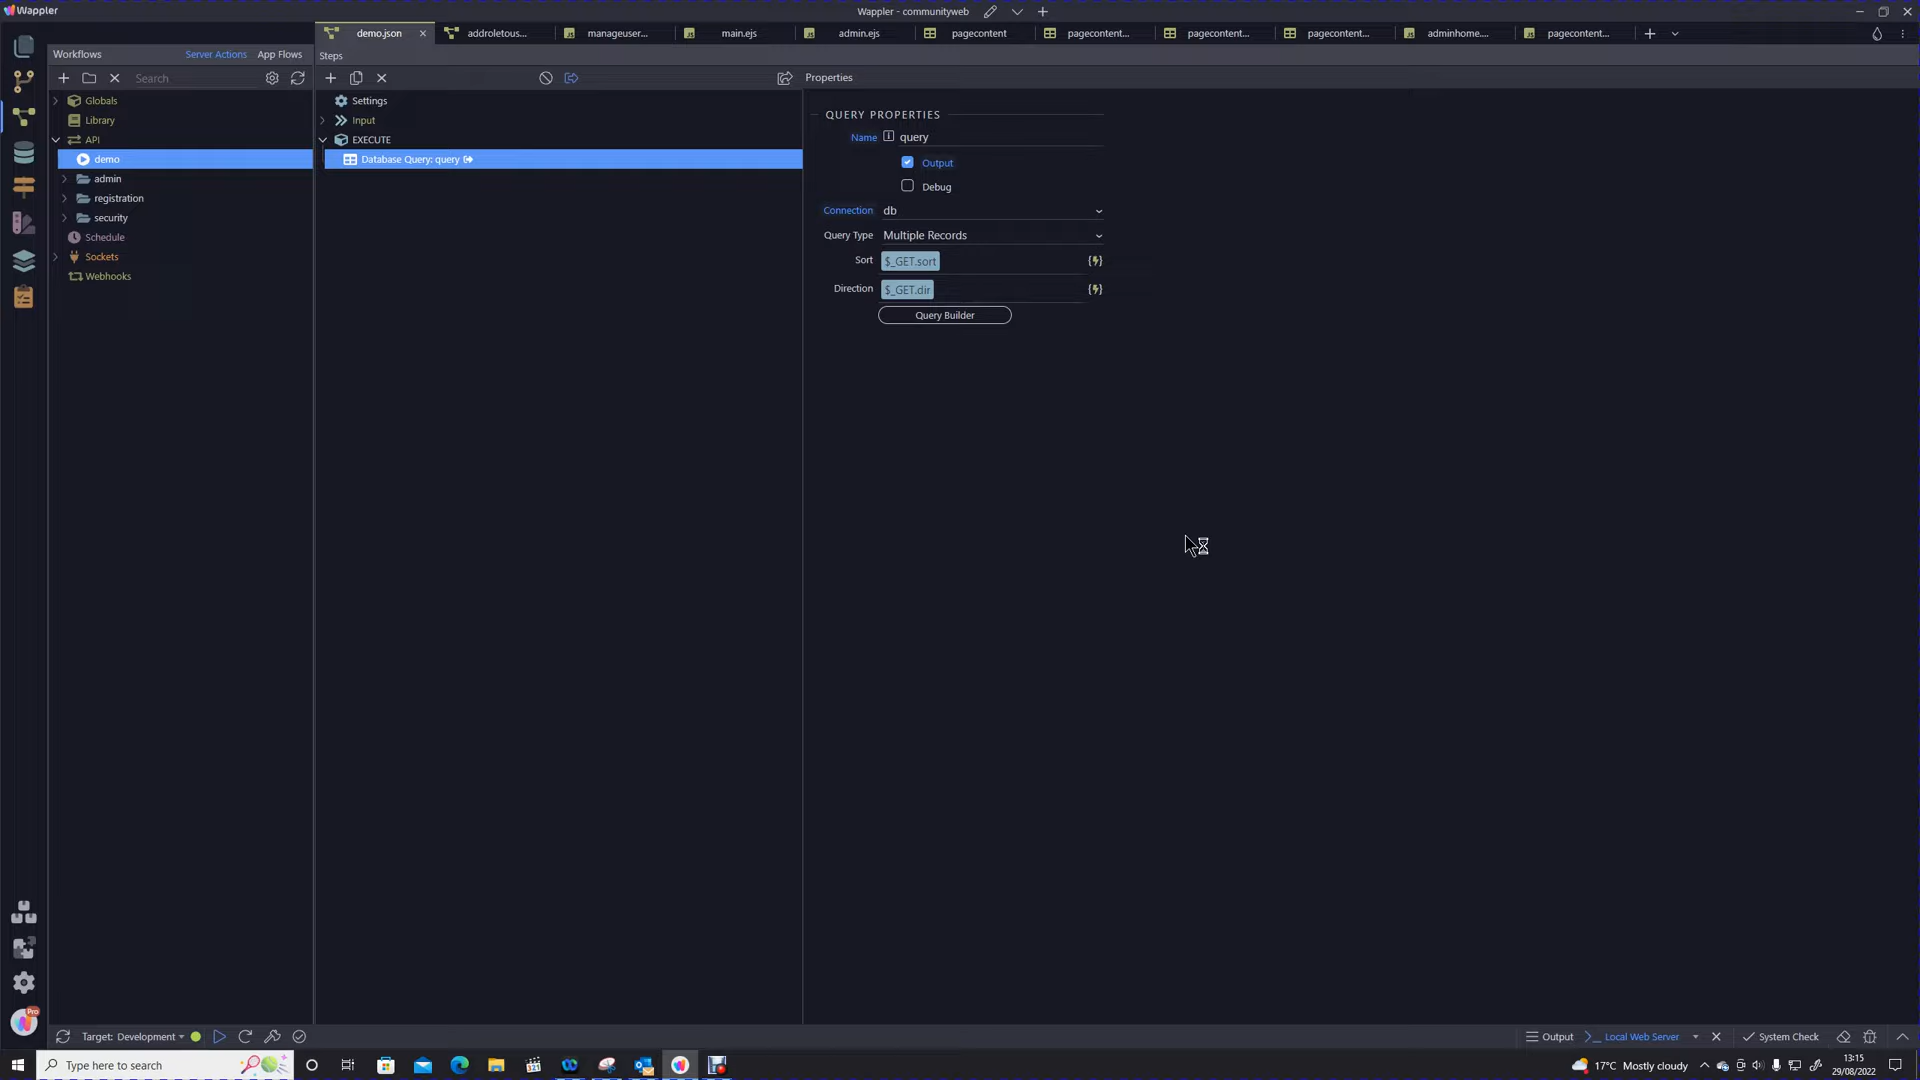 Wappler
Wappler - communityweb
demo.json
addroletous...
manageuser...
main.ejs
admin.ejs
pagecontent
pagecontent...
pagecontent...
pagecontent...
adminhome....
pagecontent...
Workflows
Server Actions
App Flows
Steps
Search
Properties
Globals
Library
API
demo
admin
registration
security
Schedule
Sockets
Webhooks
Settings
Input
EXECUTE
Database Query: query
QUERY PROPERTIES
Name
query
Output
Debug
Connection
db
Query Type
Multiple Records
Sort
$_GET.sort
Direction
$_GET.dir
Query Builder
Pro
Target: Development
Output
Local Web Server
System Check
Type here to search
17°C Mostly cloudy
13:15
29/08/2022